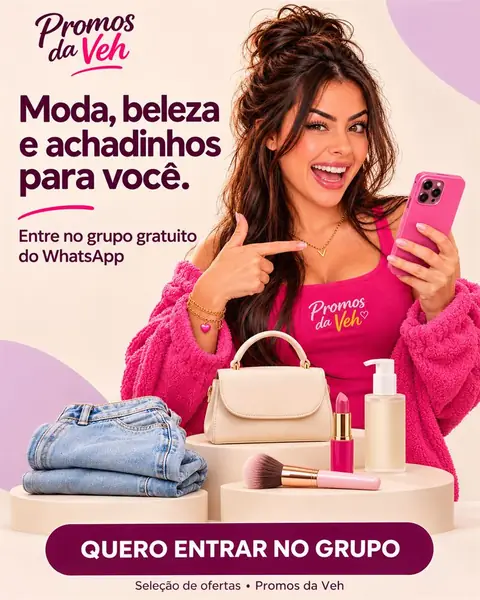 Promos
da Veh
Moda, beleza
e achadinhos
para você.
Entre no grupo gratuito
do WhatsApp
Promos
da Veh
QUERO ENTRAR NO GRUPO
Seleção de ofertas • Promos da Veh